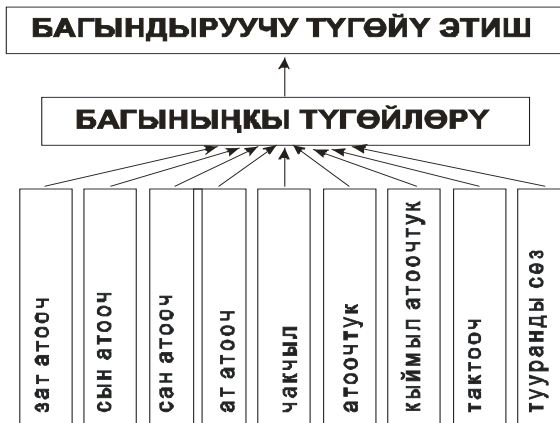 БАГЫНДЫРУУЧУ ТҮГӨЙҮ ЭТИШ
БАГЫНЫҢКЫ ТҮГӨЙЛӨРҮ
зат атооч
сын атооч
сан атооч
ат атооч
чакчыл
атоочтук
кыймыл атоочтук
тактооч
тууранды сөз